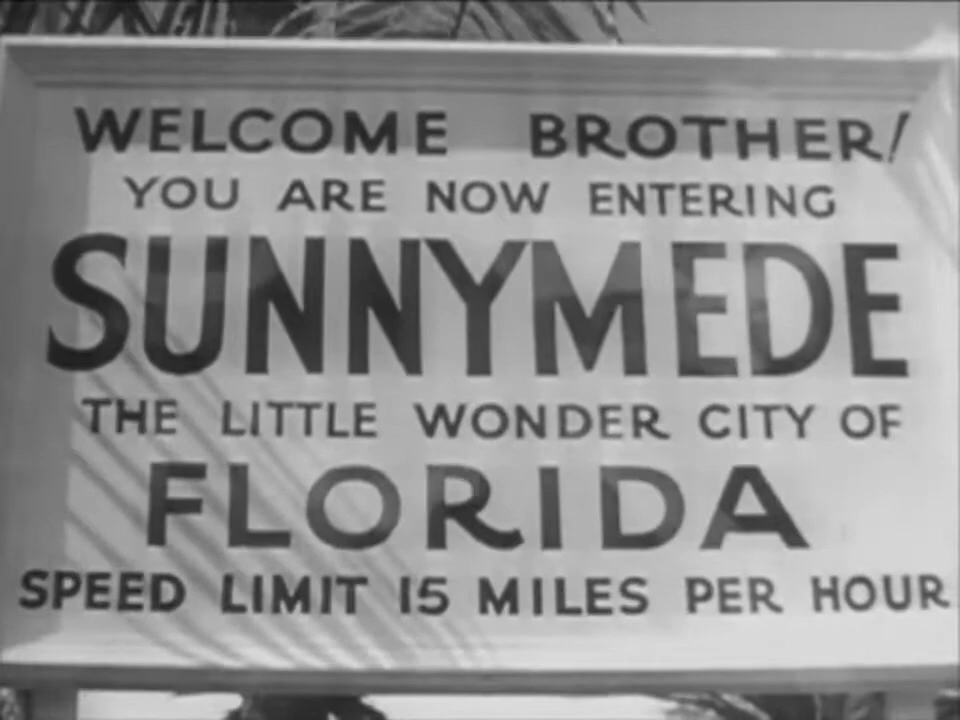 WELCOME BROTHER!
YOU ARE NOW ENTERING
SUNNYMEDE
THE LITTLE WONDER CITY OF
FLORIDA
SPEED LIMIT 15 MILES PER HOUR